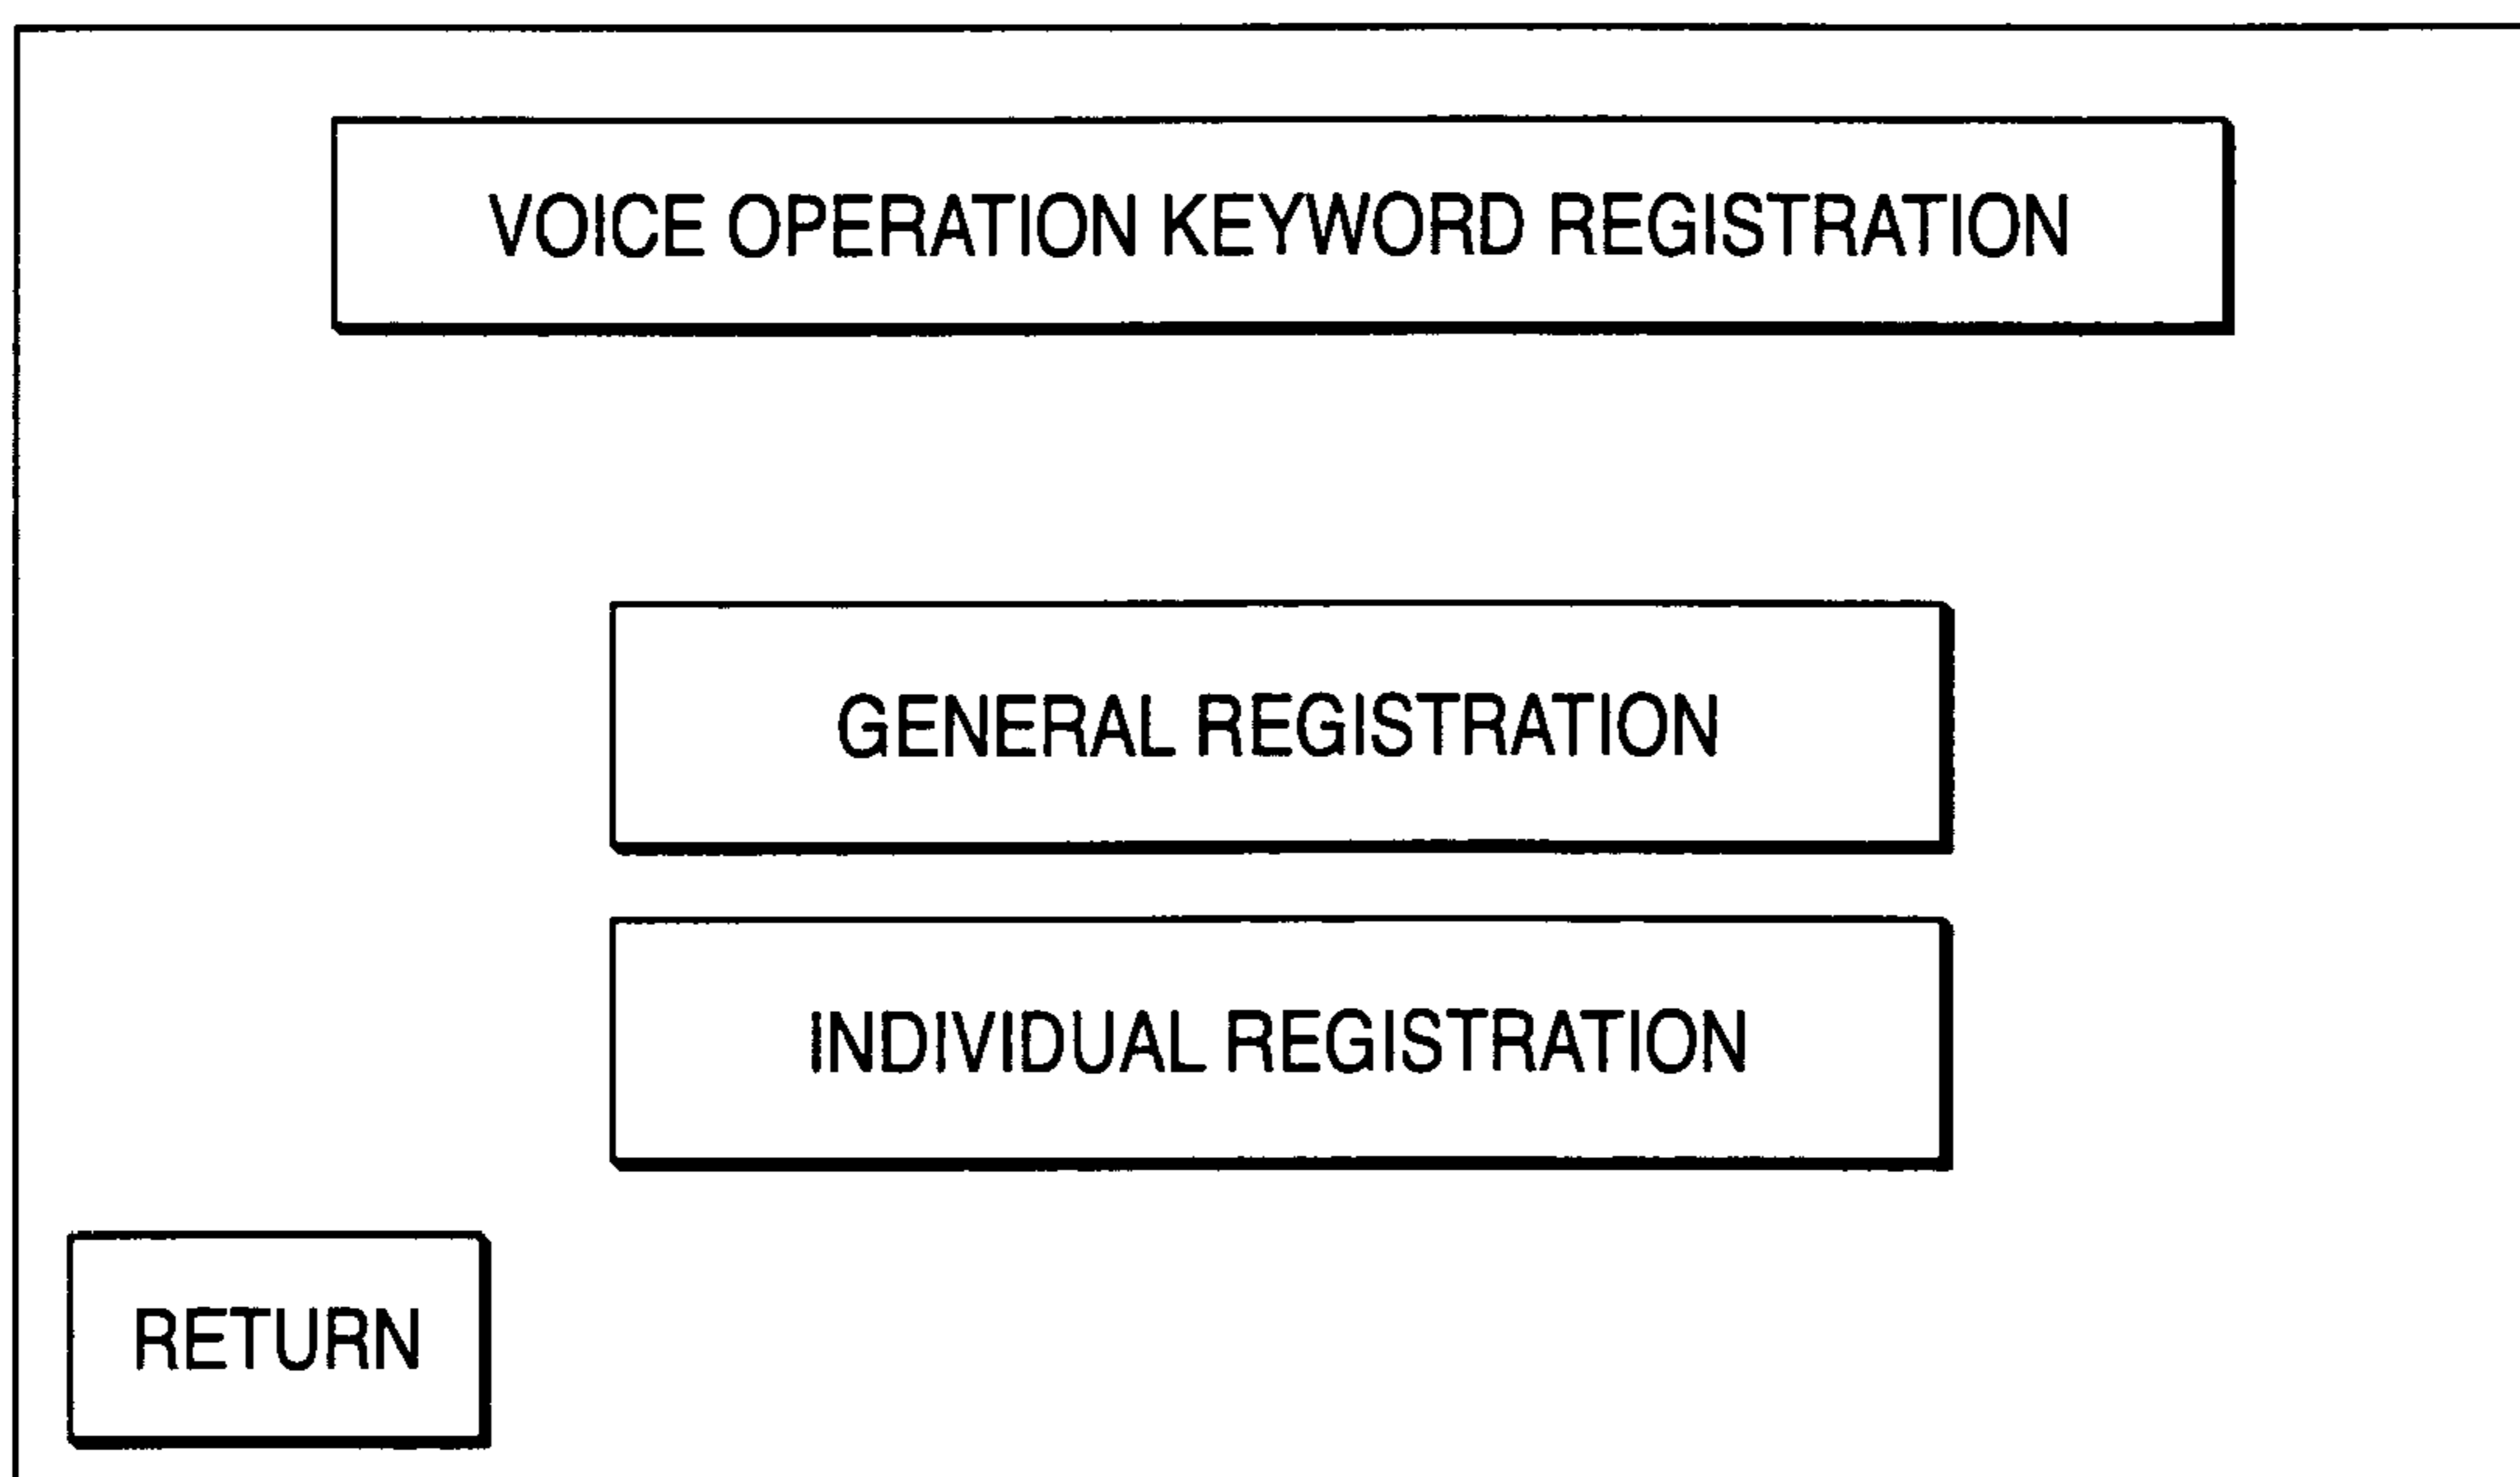 VOICE OPERATION KEYWORD REGISTRATION
GENERAL REGISTRATION
INDIVIDUAL REGISTRATION
RETURN